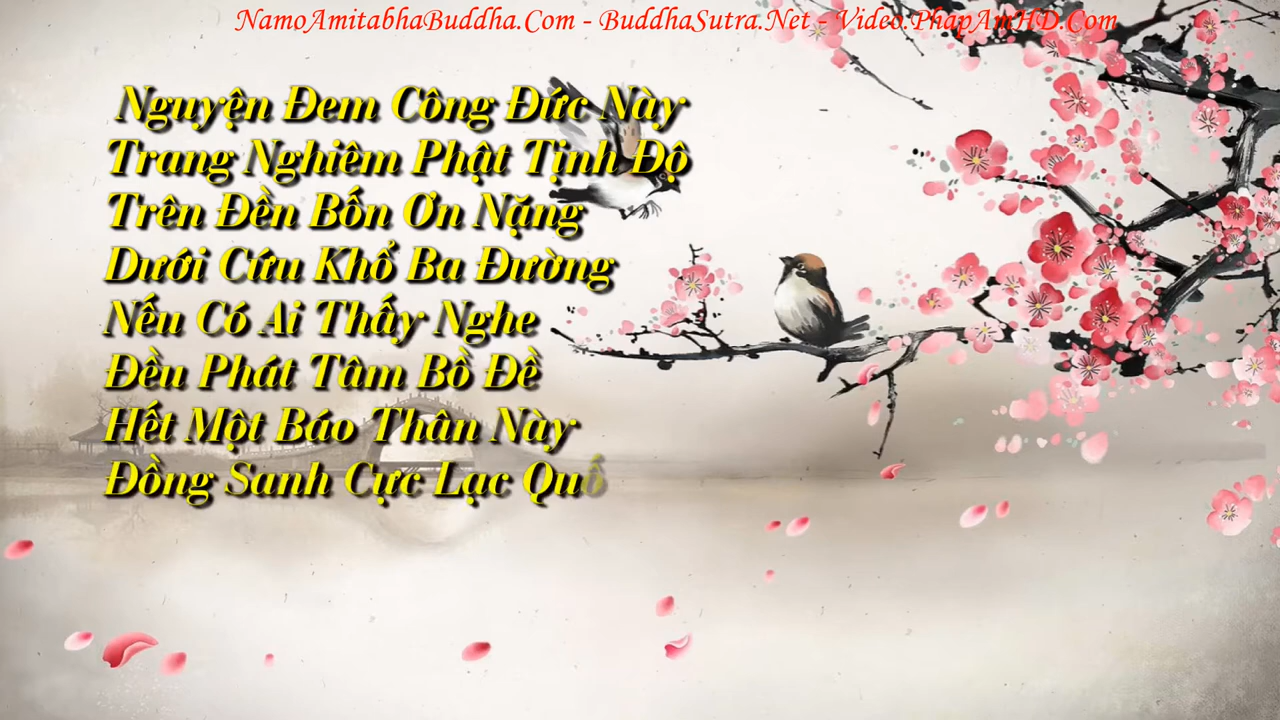 NamoAmitabhaBuddha.Com - BuddhaSutra.Net - Video.PhapAmHD.Com
Nguyện Đem Công Đức Này
Trang Nghiêm Phật Tịnh Độ
Trên Đền Bốn Ơn Nặng
Dưới Cứu Khổ Ba Đường
Nếu Có Ai Thấy Nghe
Đều Phát Tâm Bồ Đề
Hết Một Báo Thân Này
Đồng Sanh Cực Lạc Quố